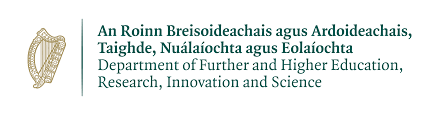 An Roinn Breisoideachais agus Ardoideachais,
Taighde, Nuálaíochta agus Eolaíochta
Department of Further and Higher Education,
Research, Innovation and Science